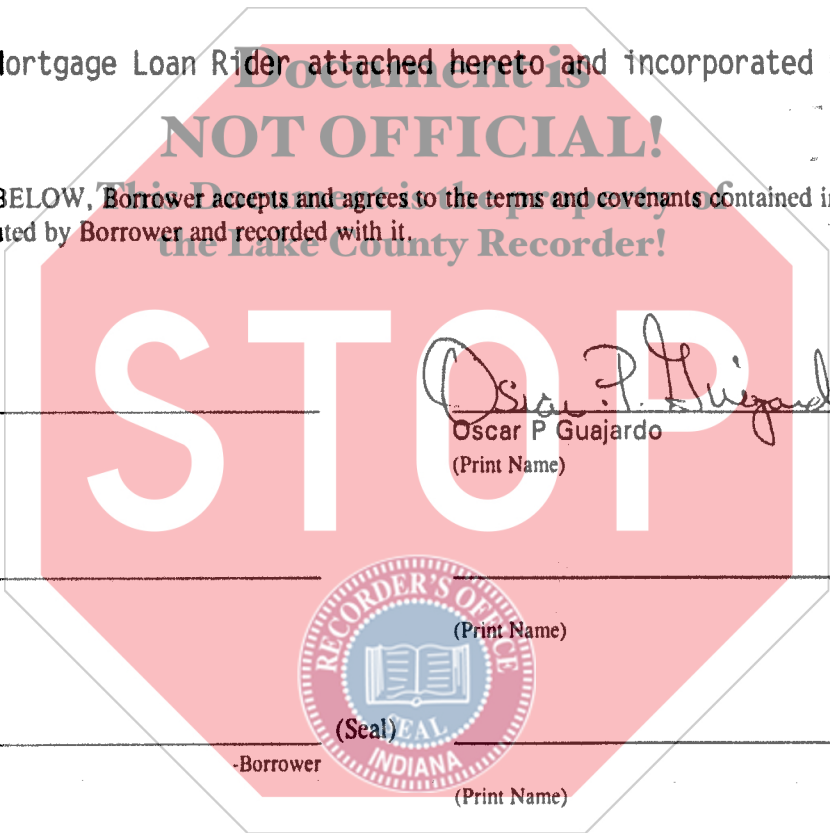 Mortgage Loan Rider attached hereto and incorporated
Document is
NOT OFFICIAL!
This Document is the property of
the Lake County Recorder!
BELOW, Borrower accepts and agrees to the terms and covenants contained in
ted by Borrower and recorded with it.
STOP
Oscar P. Guajardo
Oscar P Guajardo
(Print Name)
RECORDER'S OFFICE
(Print Name)
(Seal)
SEAL
INDIANA
-Borrower
(Print Name)